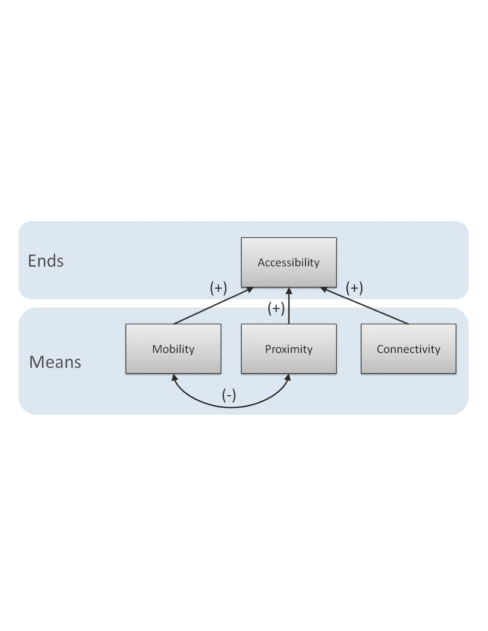 Ends
Accessibility
(+)
(+)
(+)
Means
Mobility
Proximity
Connectivity
(-)